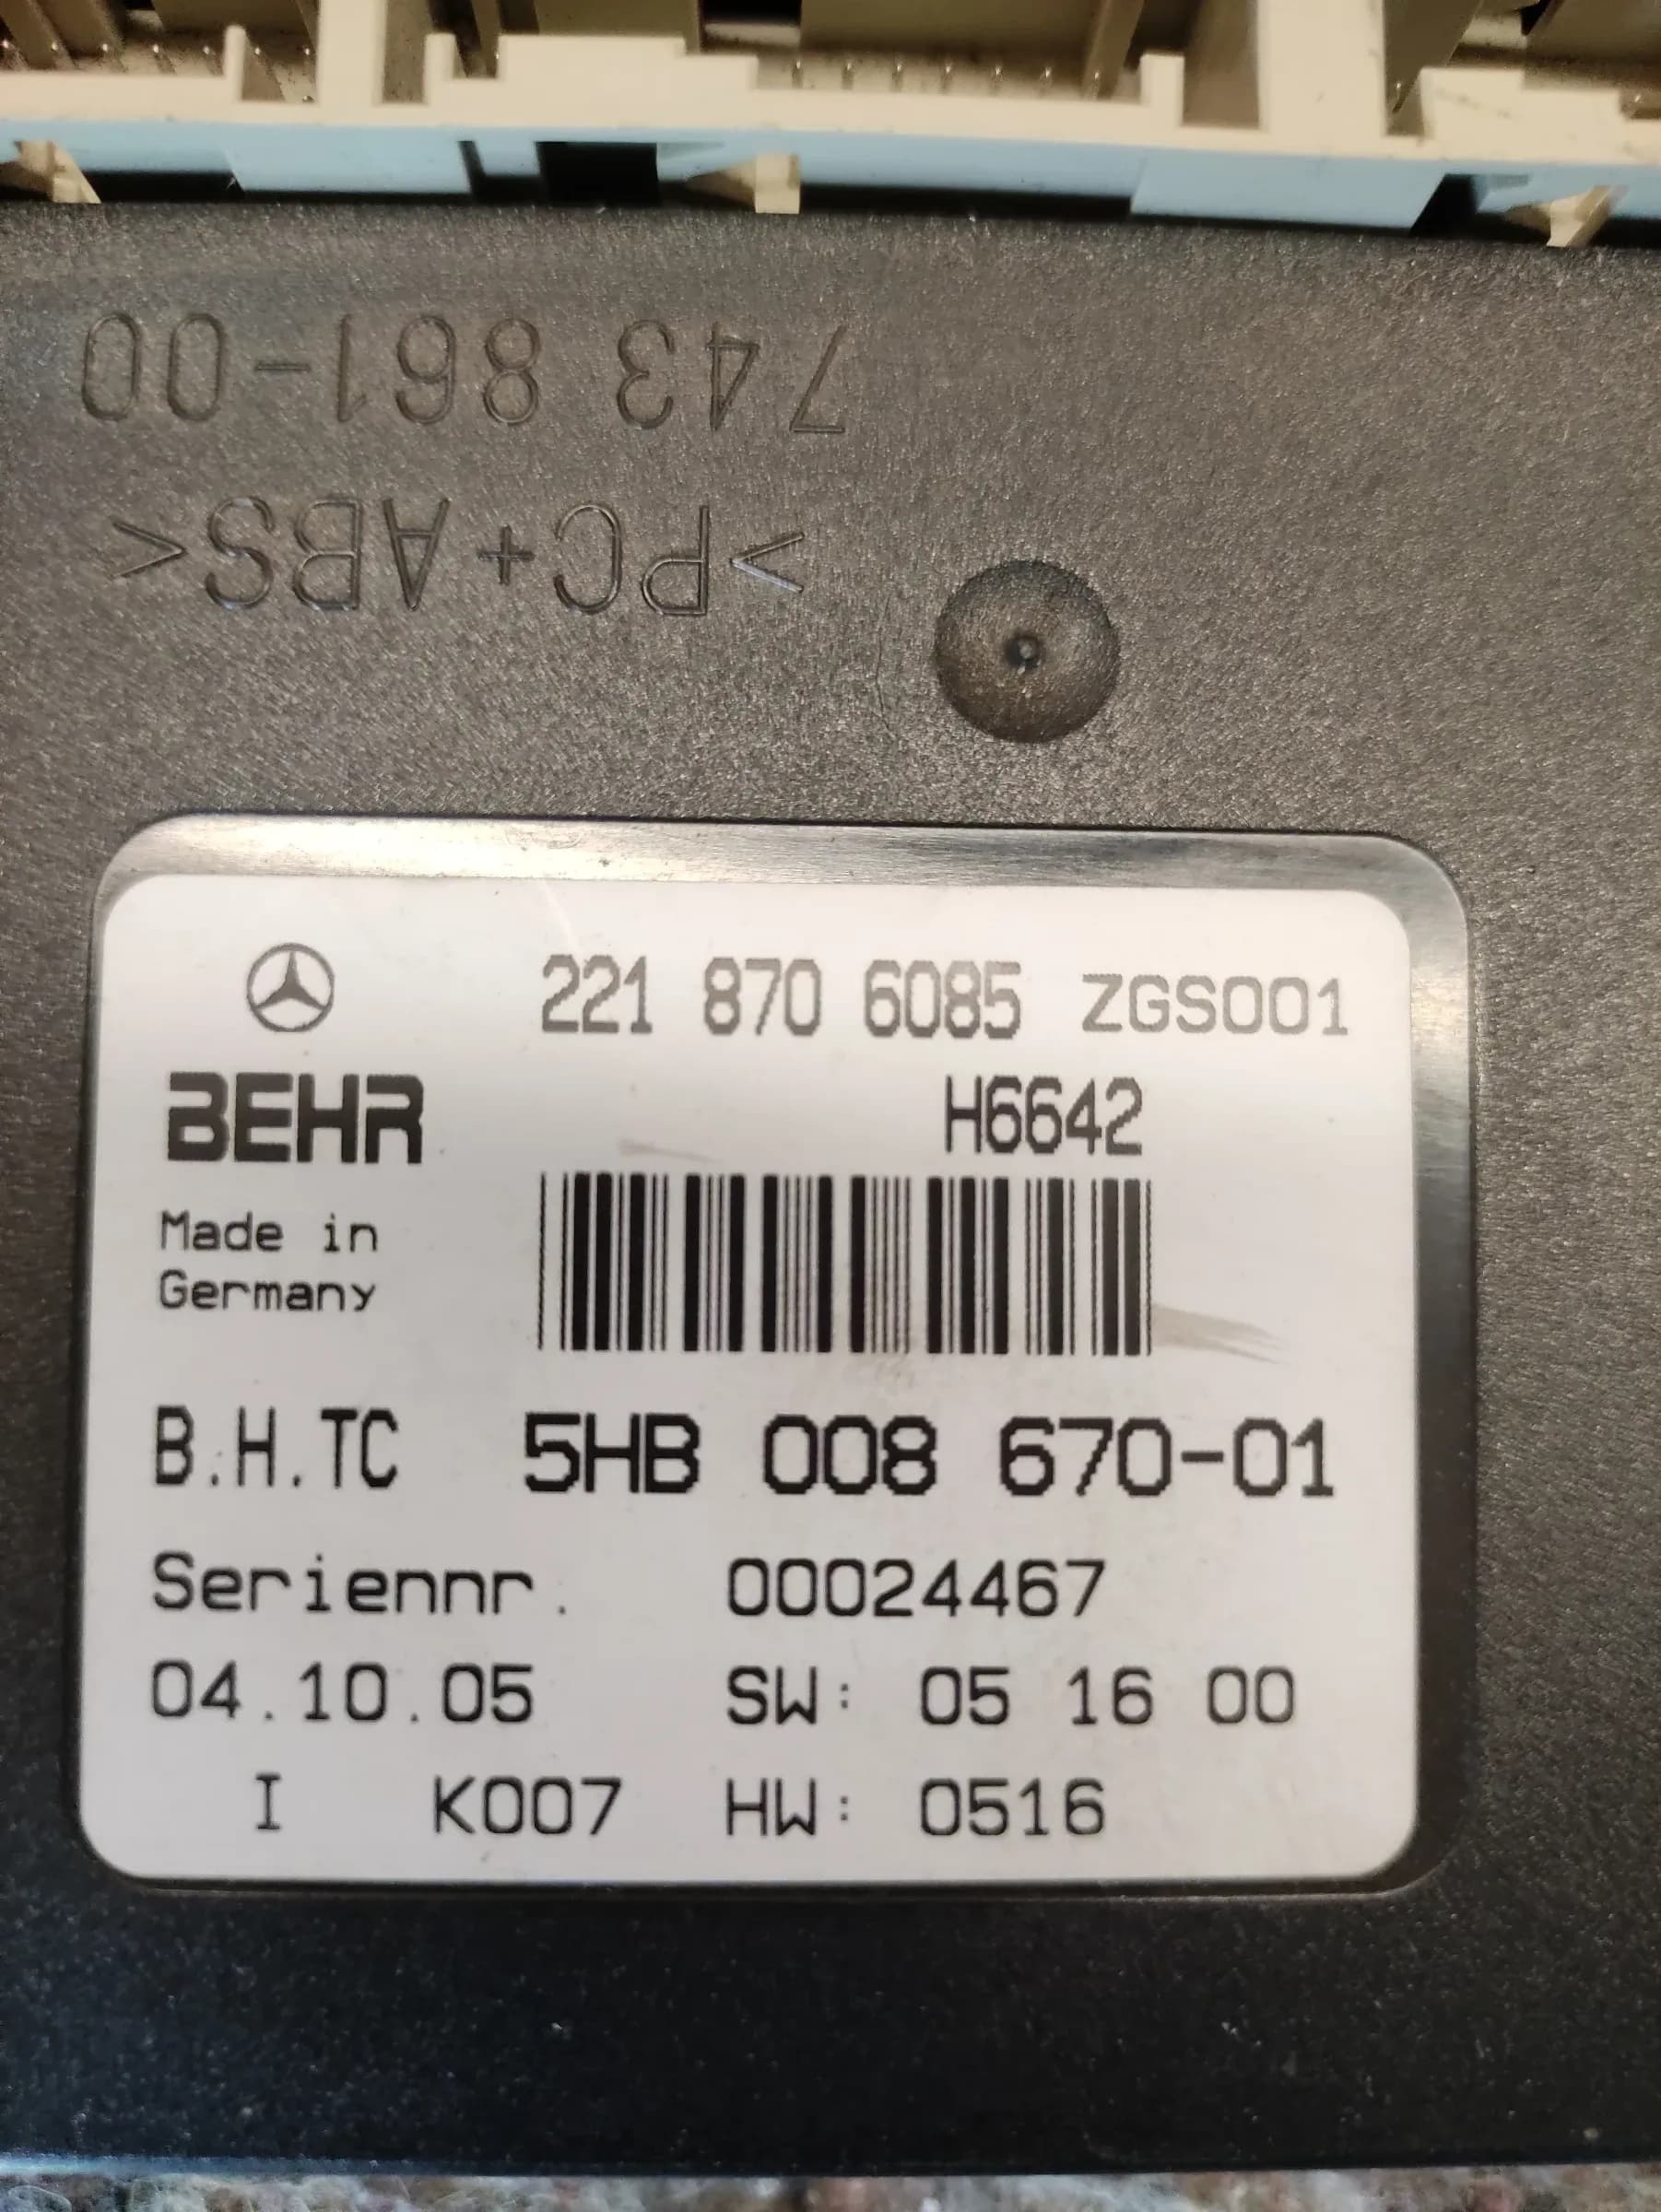 743 861-00
>PC+ABS<
221 870 6085 ZGS001
BEHR H6642
Made in
Germany
B.H.TC 5HB 008 670-01
Seriennr. 00024467
04.10.05 SW: 05 16 00
I K007 HW: 0516